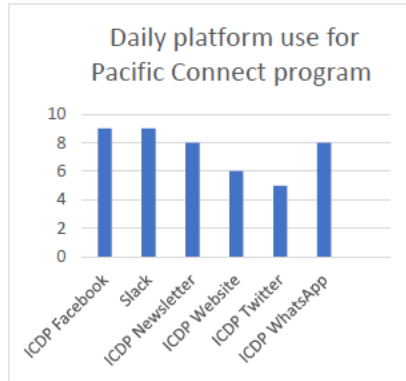 Daily platform use for
Pacific Connect program
10
8
6
4
2
0
ICDP Facebook
Slack
ICDP Newsletter
ICDP Website
ICDP Twitter
ICDP WhatsApp